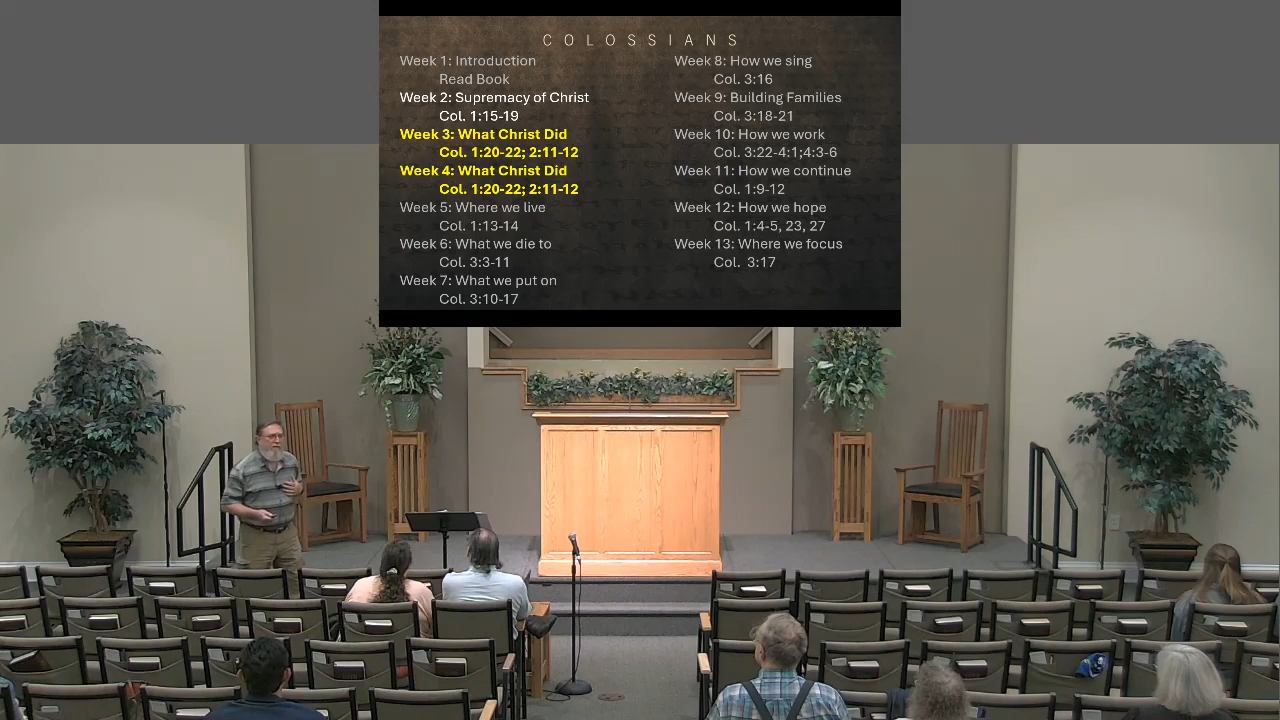 COLOSSIANS
Week 1: Introduction
Read Book
Week 2: Supremacy of Christ
Col. 1:15-19
Week 3: What Christ Did
Col. 1:20-22; 2:11-12
Week 4: What Christ Did
Col. 1:20-22; 2:11-12
Week 5: Where we live
Col. 1:13-14
Week 6: What we die to
Col. 3:3-11
Week 7: What we put on
Col. 3:10-17
Week 8: How we sing
Col. 3:16
Week 9: Building Families
Col. 3:18-21
Week 10: How we work
Col. 3:22-4:1;4:3-6
Week 11: How we continue
Col. 1:9-12
Week 12: How we hope
Col. 1:4-5, 23, 27
Week 13: Where we focus
Col.  3:17